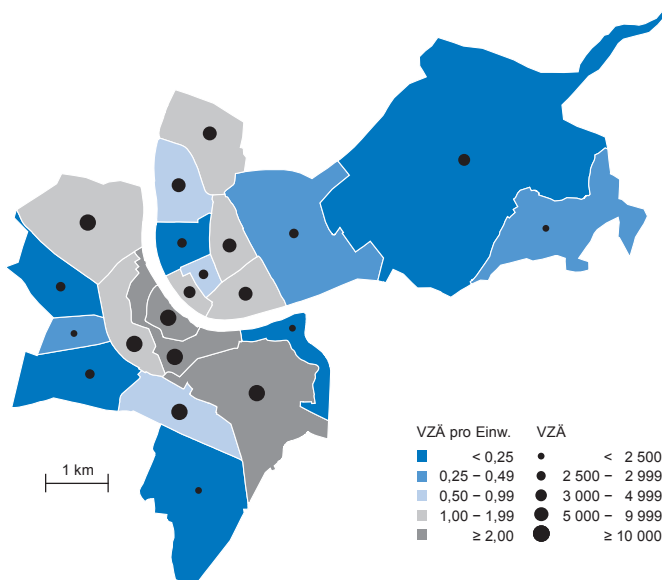 VZÄ pro Einw. VZÄ
< 0,25 < 2 500
0,25 – 0,49 2 500 – 2 999
0,50 – 0,99 3 000 – 4 999
1,00 – 1,99 5 000 – 9 999
≥ 2,00 ≥ 10 000
1 km